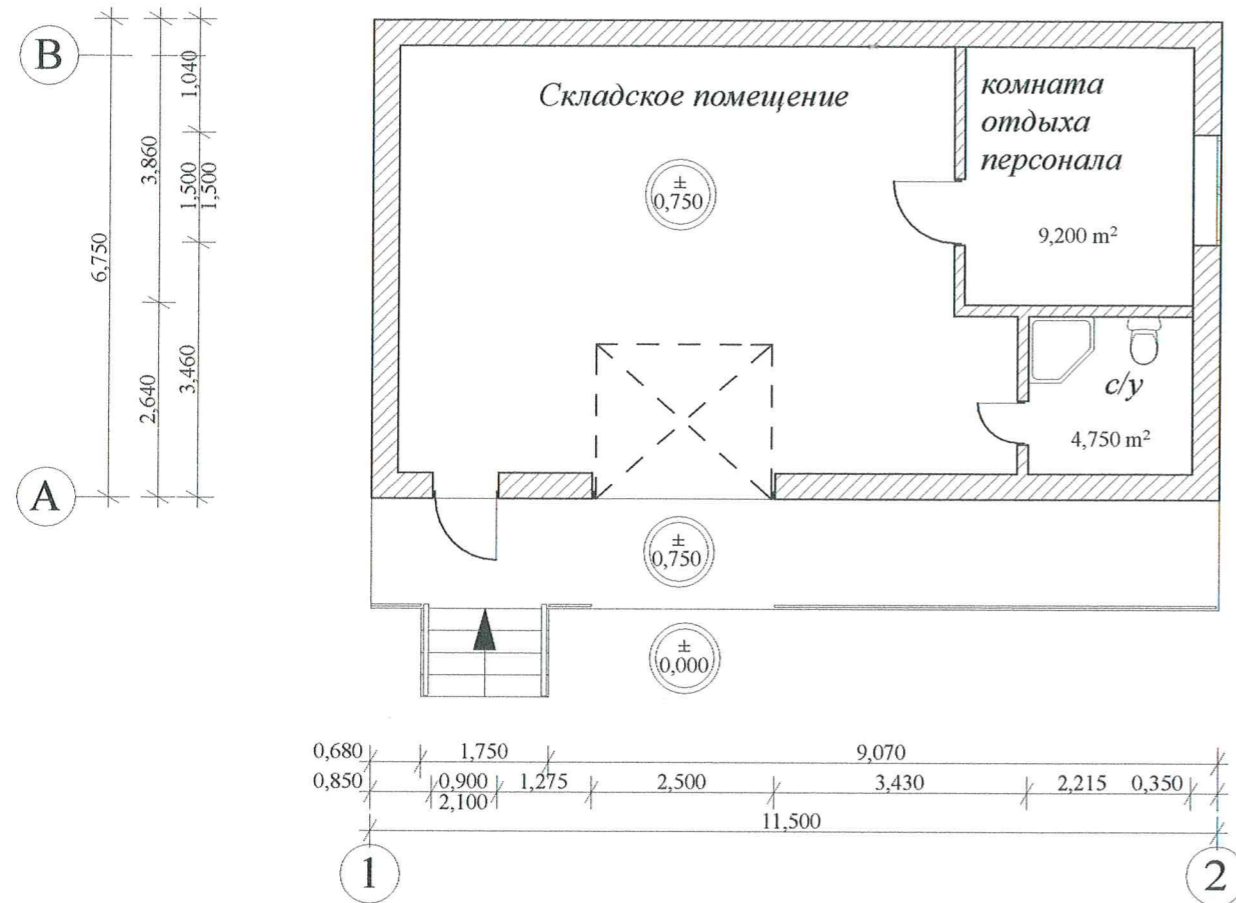 В
А
6,750
3,860
2,640
1,040
1,500
1,500
3,460
Складское помещение
±
0,750
комната
отдыха
персонала
9,200 m²
с/у
4,750 m²
±
0,750
±
0,000
0,680 1,750 9,070
0,850 0,900 1,275 2,500 3,430 2,215 0,350
2,100
11,500
1
2